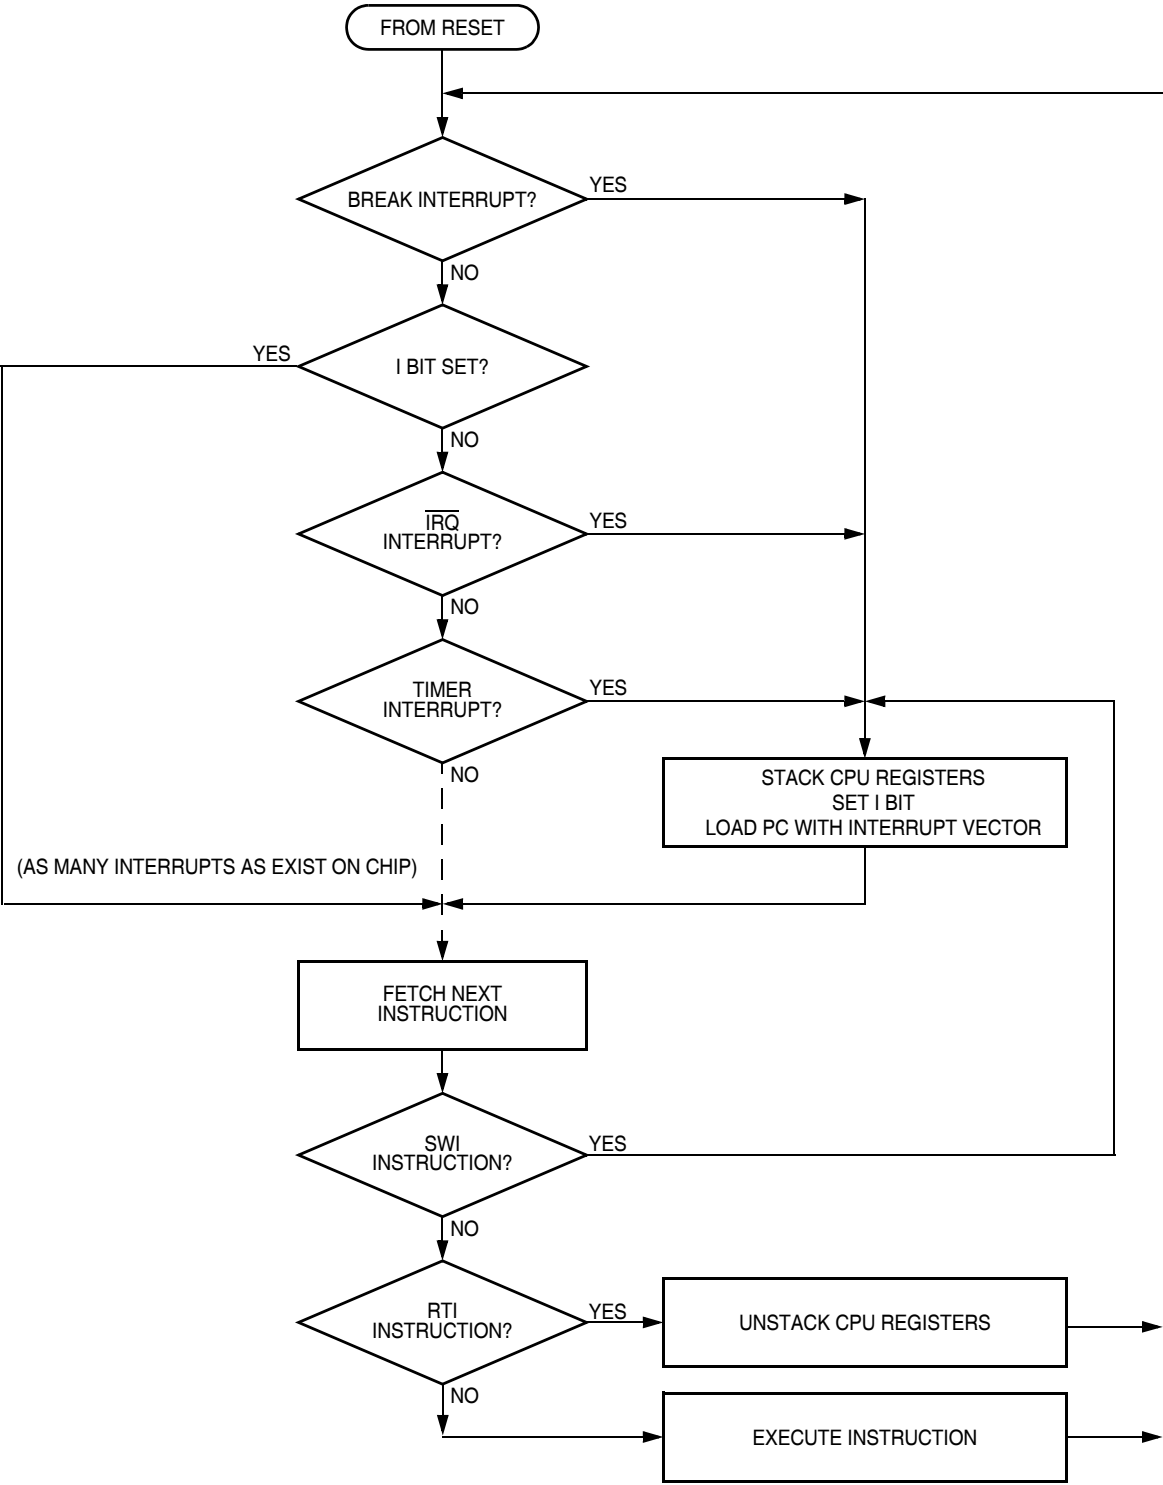 FROM RESET
BREAK INTERRUPT?
YES
NO
YES
I BIT SET?
NO
IRQ
INTERRUPT?
YES
NO
TIMER
INTERRUPT?
YES
NO
STACK CPU REGISTERS
SET I BIT
LOAD PC WITH INTERRUPT VECTOR
(AS MANY INTERRUPTS AS EXIST ON CHIP)
FETCH NEXT
INSTRUCTION
SWI
INSTRUCTION?
YES
NO
RTI
INSTRUCTION?
YES
UNSTACK CPU REGISTERS
NO
EXECUTE INSTRUCTION